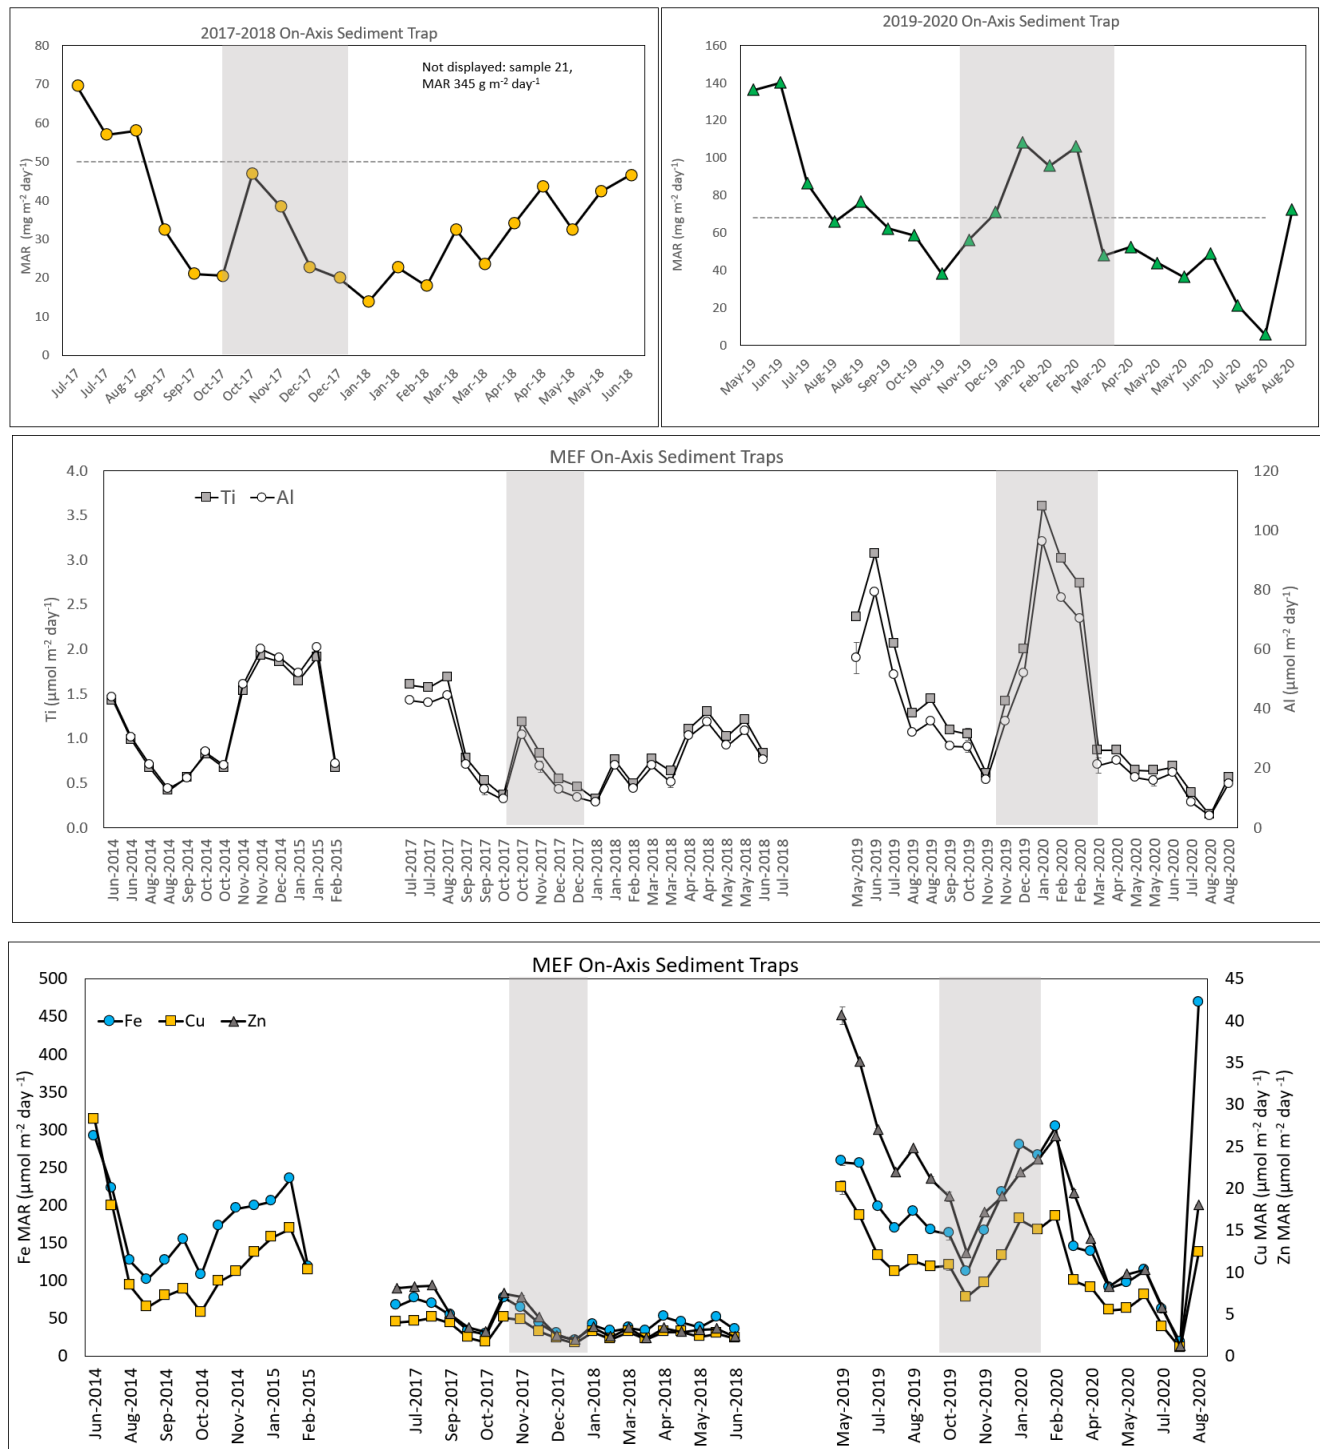 2017-2018 On-Axis Sediment Trap
Not displayed: sample 21,
MAR 345 g m⁻² day⁻¹
MAR (mg m⁻² day⁻¹)
80
70
60
50
40
30
20
10
0
Jul-17
Jul-17
Aug-17
Sep-17
Sep-17
Oct-17
Oct-17
Nov-17
Dec-17
Dec-17
Jan-18
Jan-18
Feb-18
Mar-18
Mar-18
Apr-18
Apr-18
May-18
May-18
Jun-18
2019-2020 On-Axis Sediment Trap
MAR (mg m⁻² day⁻¹)
160
140
120
100
80
60
40
20
0
May-19
Jun-19
Jul-19
Aug-19
Aug-19
Sep-19
Oct-19
Nov-19
Nov-19
Dec-19
Jan-20
Feb-20
Feb-20
Mar-20
Apr-20
May-20
May-20
Jun-20
Jul-20
Aug-20
Aug-20
MEF On-Axis Sediment Traps
Ti Al
Ti (µmol m⁻² day⁻¹)
4.0
3.5
3.0
2.5
2.0
1.5
1.0
0.5
0.0
Al (µmol m⁻² day⁻¹)
120
100
80
60
40
20
0
Jun-2014
Jun-2014
Aug-2014
Aug-2014
Sep-2014
Oct-2014
Oct-2014
Nov-2014
Nov-2014
Dec-2014
Jan-2015
Jan-2015
Feb-2015
Jul-2017
Jul-2017
Aug-2017
Sep-2017
Sep-2017
Oct-2017
Oct-2017
Nov-2017
Dec-2017
Dec-2017
Jan-2018
Jan-2018
Feb-2018
Mar-2018
Mar-2018
Apr-2018
Apr-2018
May-2018
May-2018
Jun-2018
Jul-2018
May-2019
Jun-2019
Jul-2019
Aug-2019
Aug-2019
Sep-2019
Oct-2019
Nov-2019
Nov-2019
Dec-2019
Jan-2020
Feb-2020
Feb-2020
Mar-2020
Apr-2020
May-2020
May-2020
Jun-2020
Jul-2020
Aug-2020
Aug-2020
MEF On-Axis Sediment Traps
Fe Cu Zn
Fe MAR (µmol m⁻² day ⁻¹)
500
450
400
350
300
250
200
150
100
50
0
Cu MAR (µmol m⁻² day ⁻¹)
Zn MAR (µmol m⁻² day ⁻¹)
45
40
35
30
25
20
15
10
5
0
Jun-2014
Aug-2014
Sep-2014
Oct-2014
Nov-2014
Jan-2015
Feb-2015
Jul-2017
Sep-2017
Oct-2017
Nov-2017
Dec-2017
Jan-2018
Mar-2018
Apr-2018
May-2018
Jun-2018
May-2019
Jul-2019
Aug-2019
Oct-2019
Nov-2019
Jan-2020
Feb-2020
Apr-2020
May-2020
Jul-2020
Aug-2020